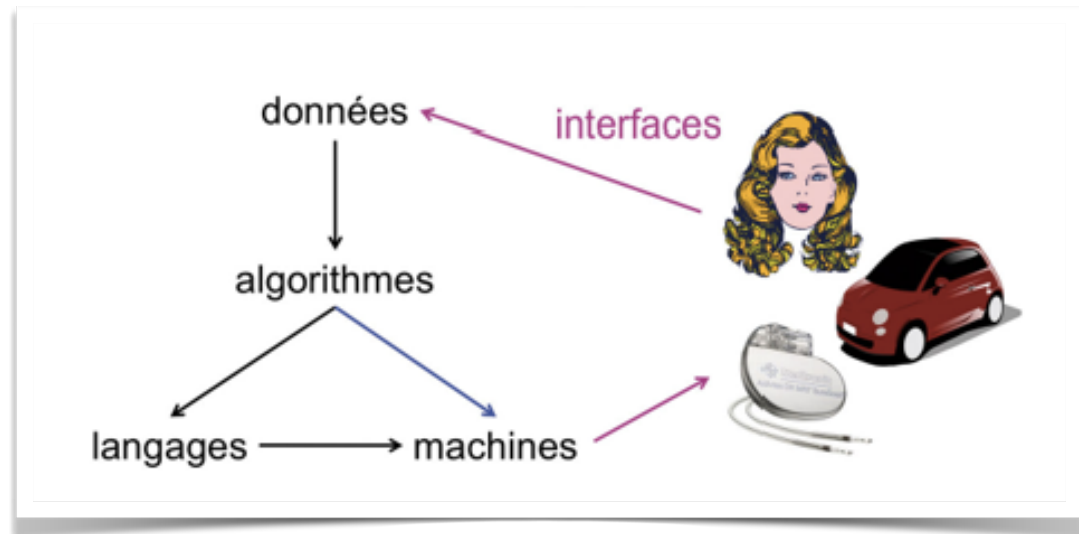 données
interfaces
algorithmes
langages
machines